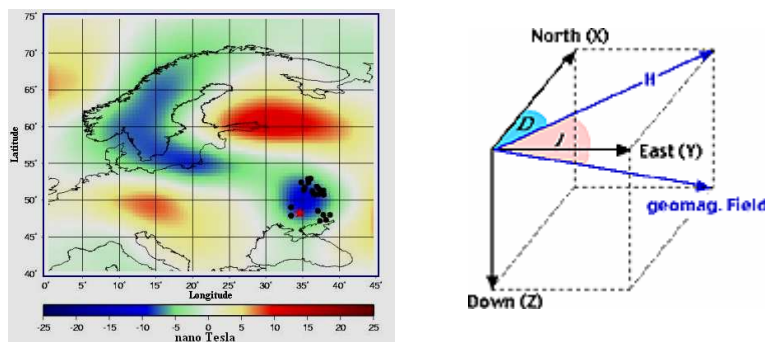 75˚
70˚
65˚
60˚
55˚
50˚
45˚
40˚
Latitude
0˚ 5˚ 10˚ 15˚ 20˚ 25˚ 30˚ 35˚ 40˚ 45˚
Longitude
-25 -20 -15 -10 -5 0 5 10 15 20 25
nano Tesla
North (X)
H
D
I
East (Y)
geomag. Field
Down (Z)